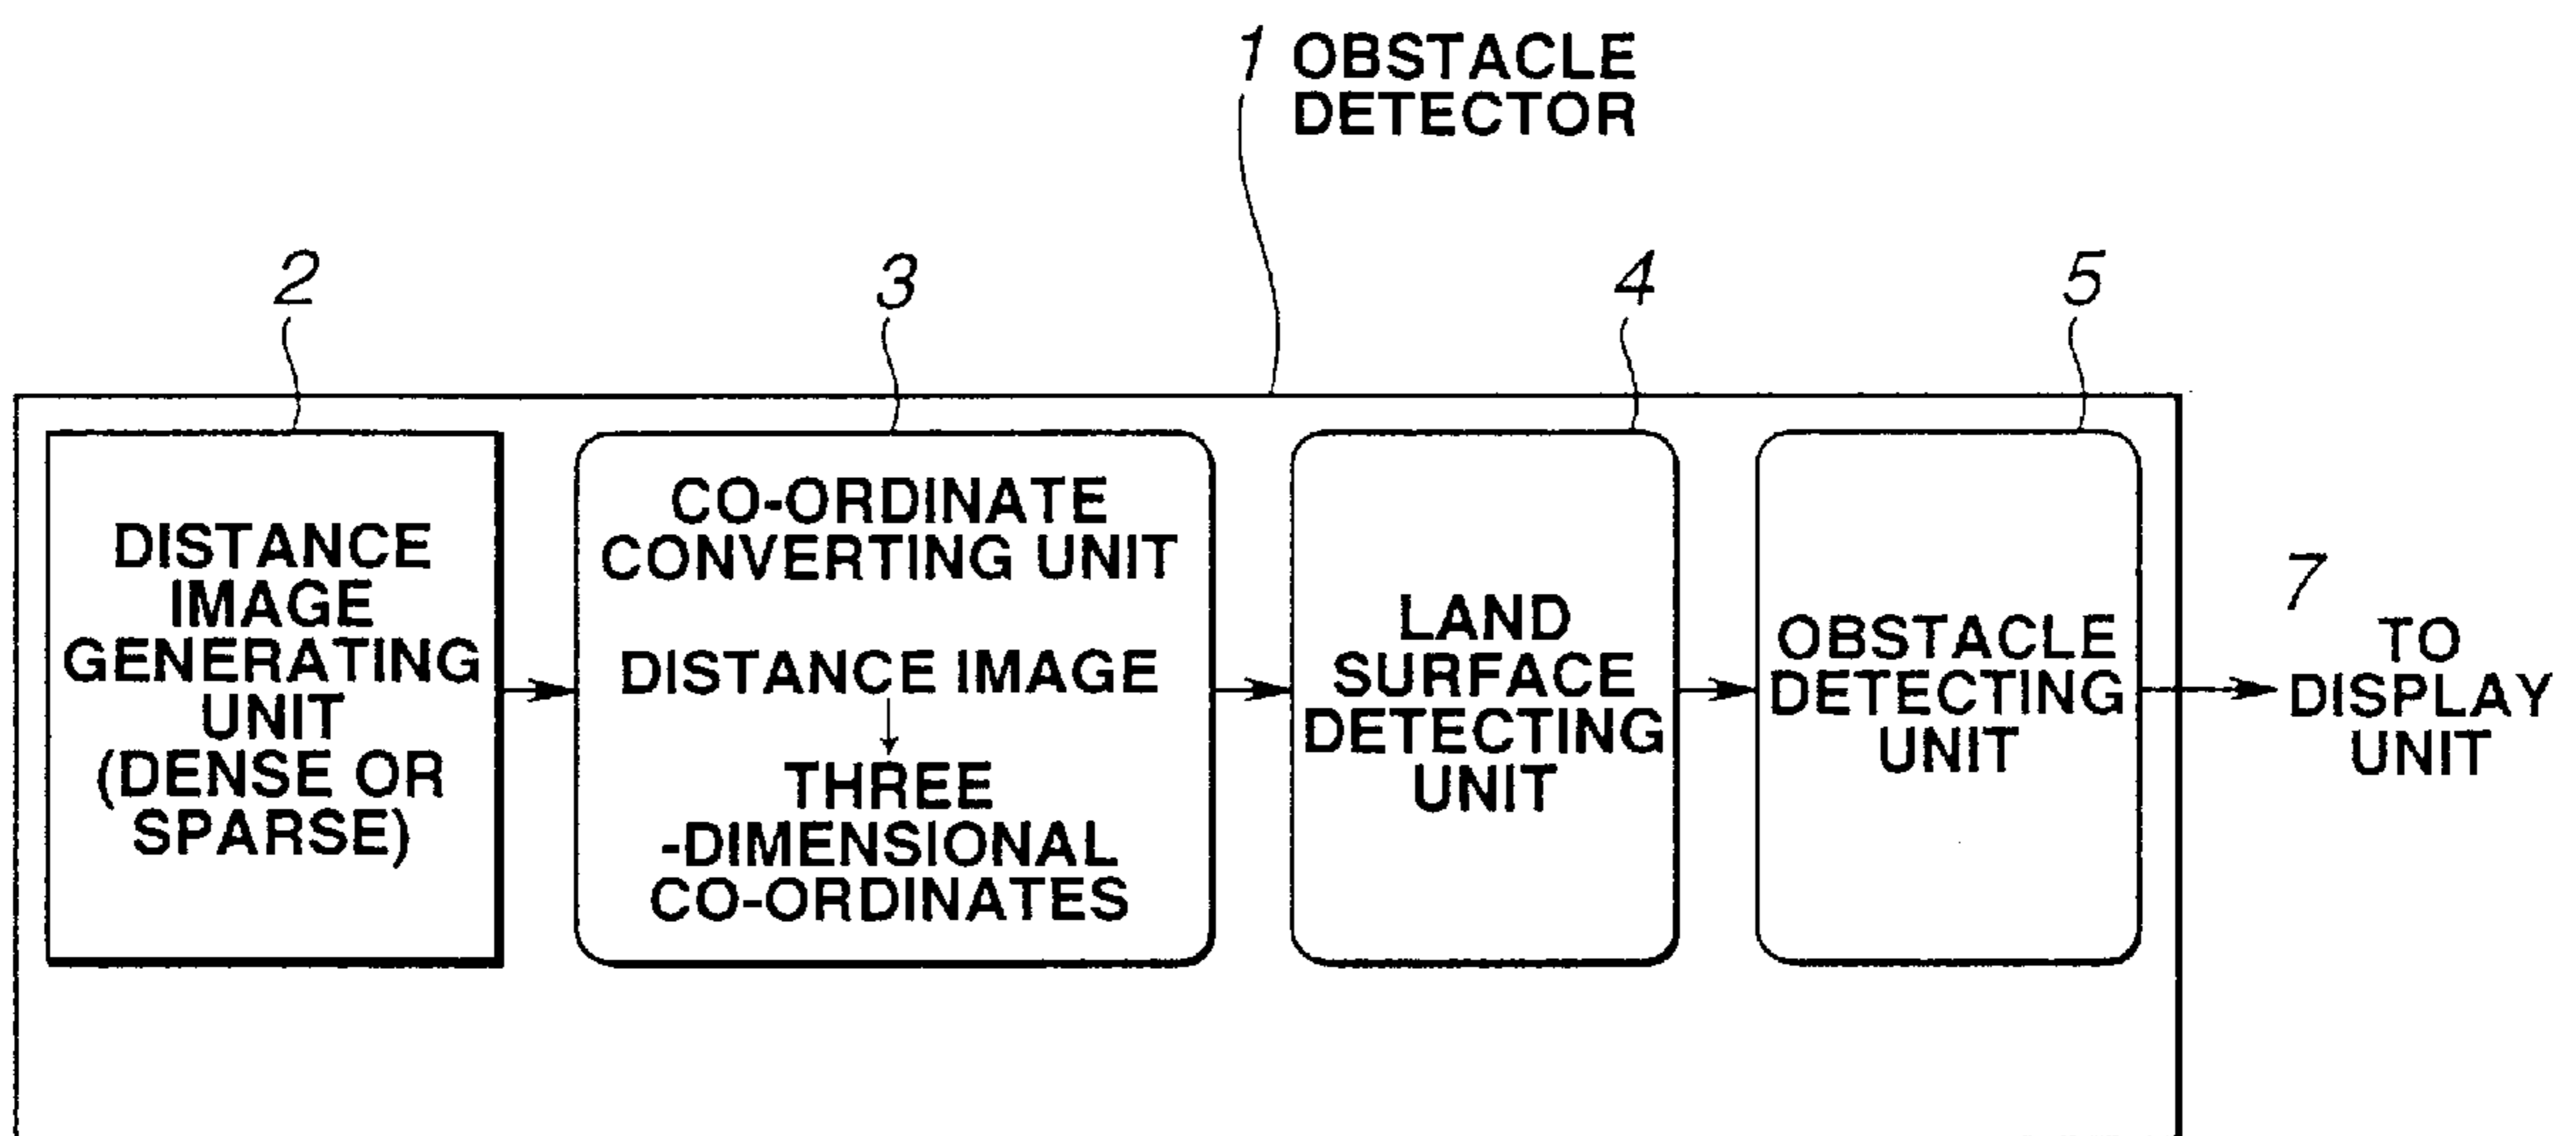 1 OBSTACLE
DETECTOR
2
3
4
5
DISTANCE
IMAGE
GENERATING
UNIT
(DENSE OR
SPARSE)
CO-ORDINATE
CONVERTING UNIT
DISTANCE IMAGE
THREE
-DIMENSIONAL
CO-ORDINATES
LAND
SURFACE
DETECTING
UNIT
OBSTACLE
DETECTING
UNIT
7
TO
DISPLAY
UNIT